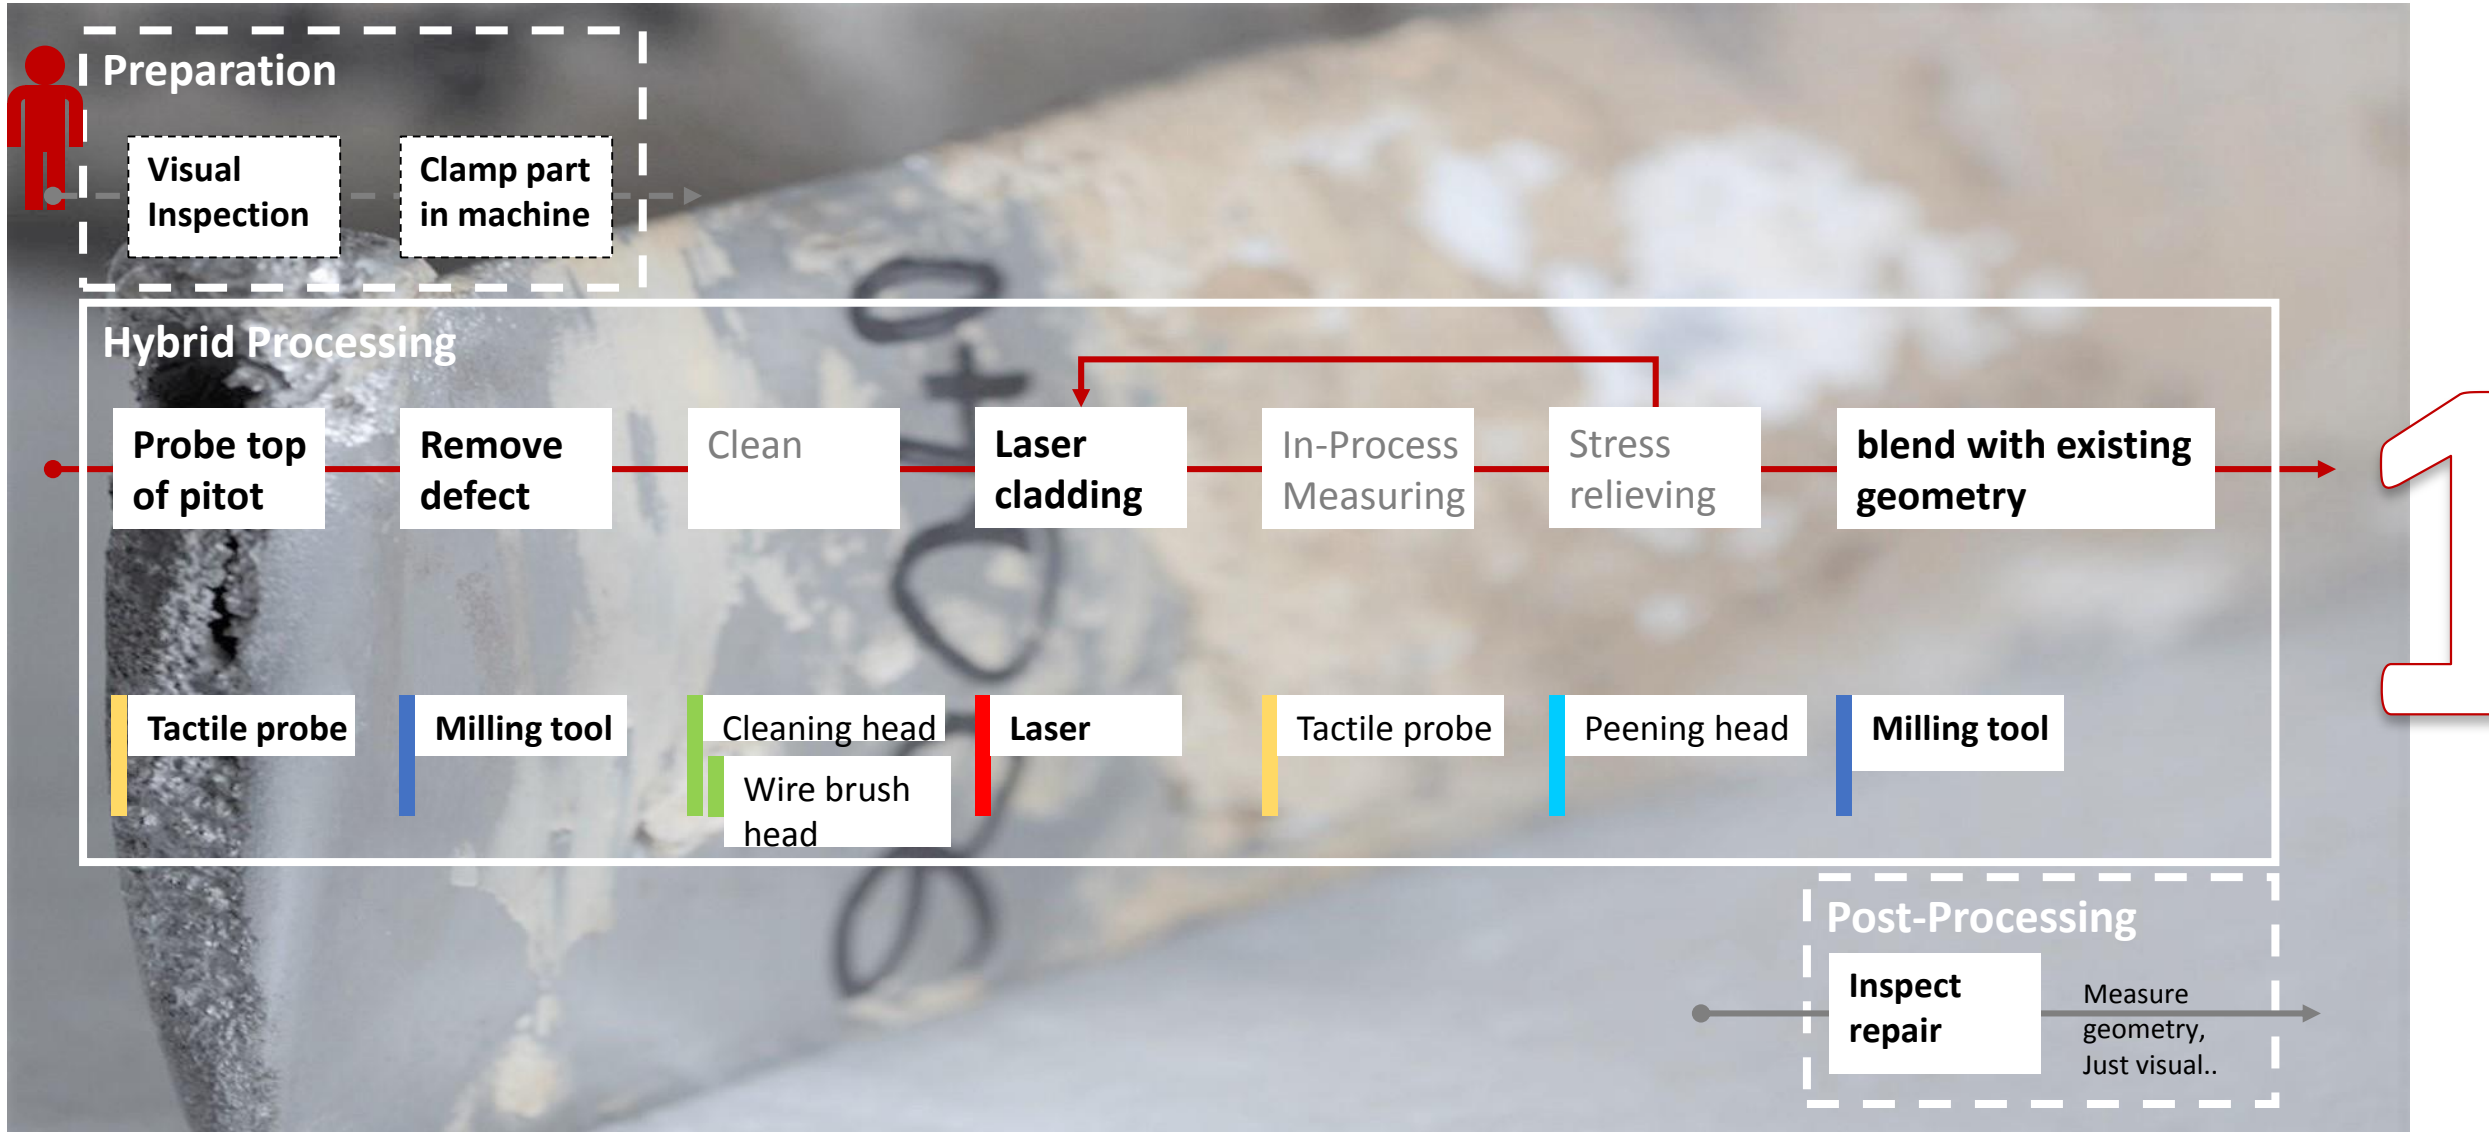 Preparation
Visual
Inspection
Clamp part
in machine
Hybrid Processing
Probe top
of pitot
Remove
defect
Clean
Laser
cladding
In-Process
Measuring
Stress
relieving
blend with existing
geometry
Tactile probe
Milling tool
Cleaning head
Wire brush
head
Laser
Tactile probe
Peening head
Milling tool
1
Post-Processing
Inspect
repair
Measure
geometry,
Just visual..